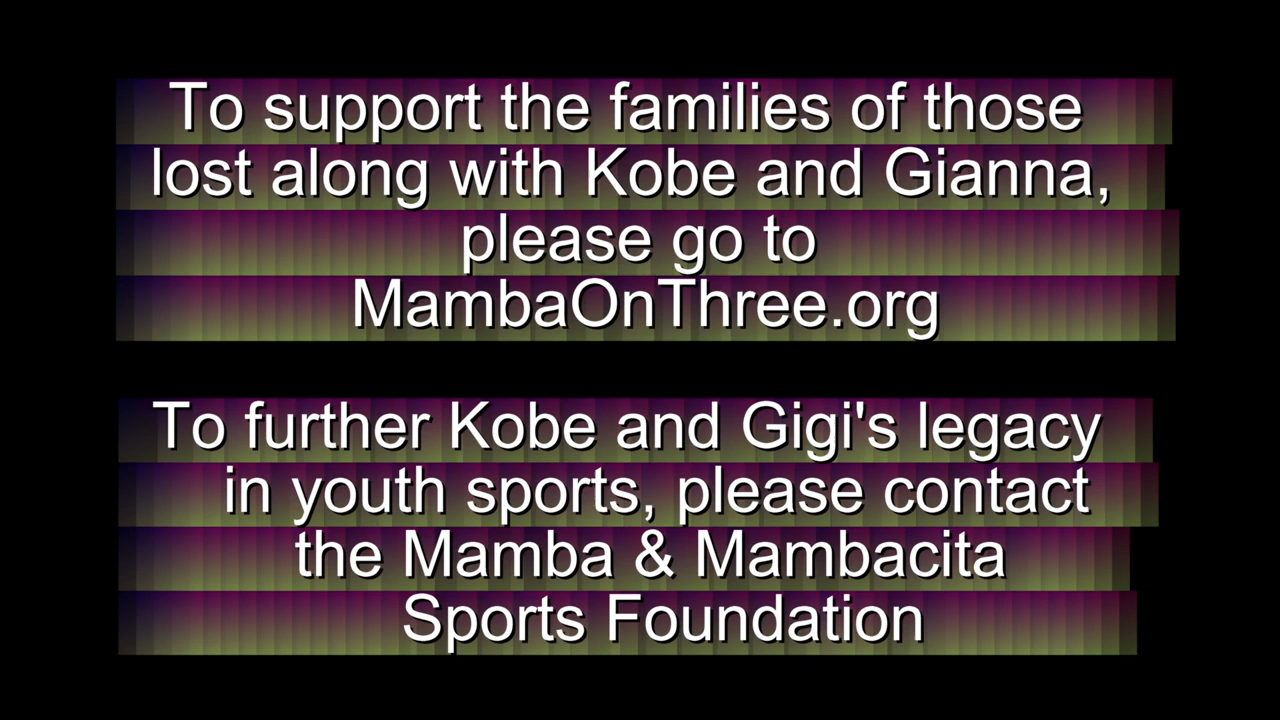 To support the families of those
lost along with Kobe and Gianna,
please go to
MambaOnThree.org
To further Kobe and Gigi's legacy
in youth sports, please contact
the Mamba & Mambacita
Sports Foundation